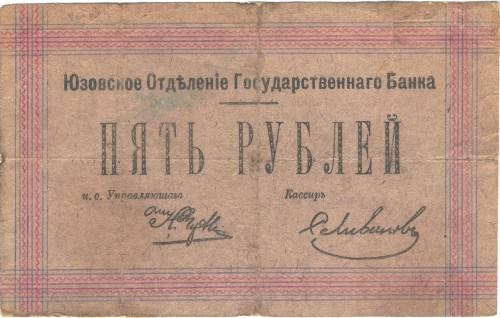 Юзовское Отдѣленіе Государственнаго Банка
ПЯТЬ РУБЛЕЙ
и. о. Управляющаго Кассиръ